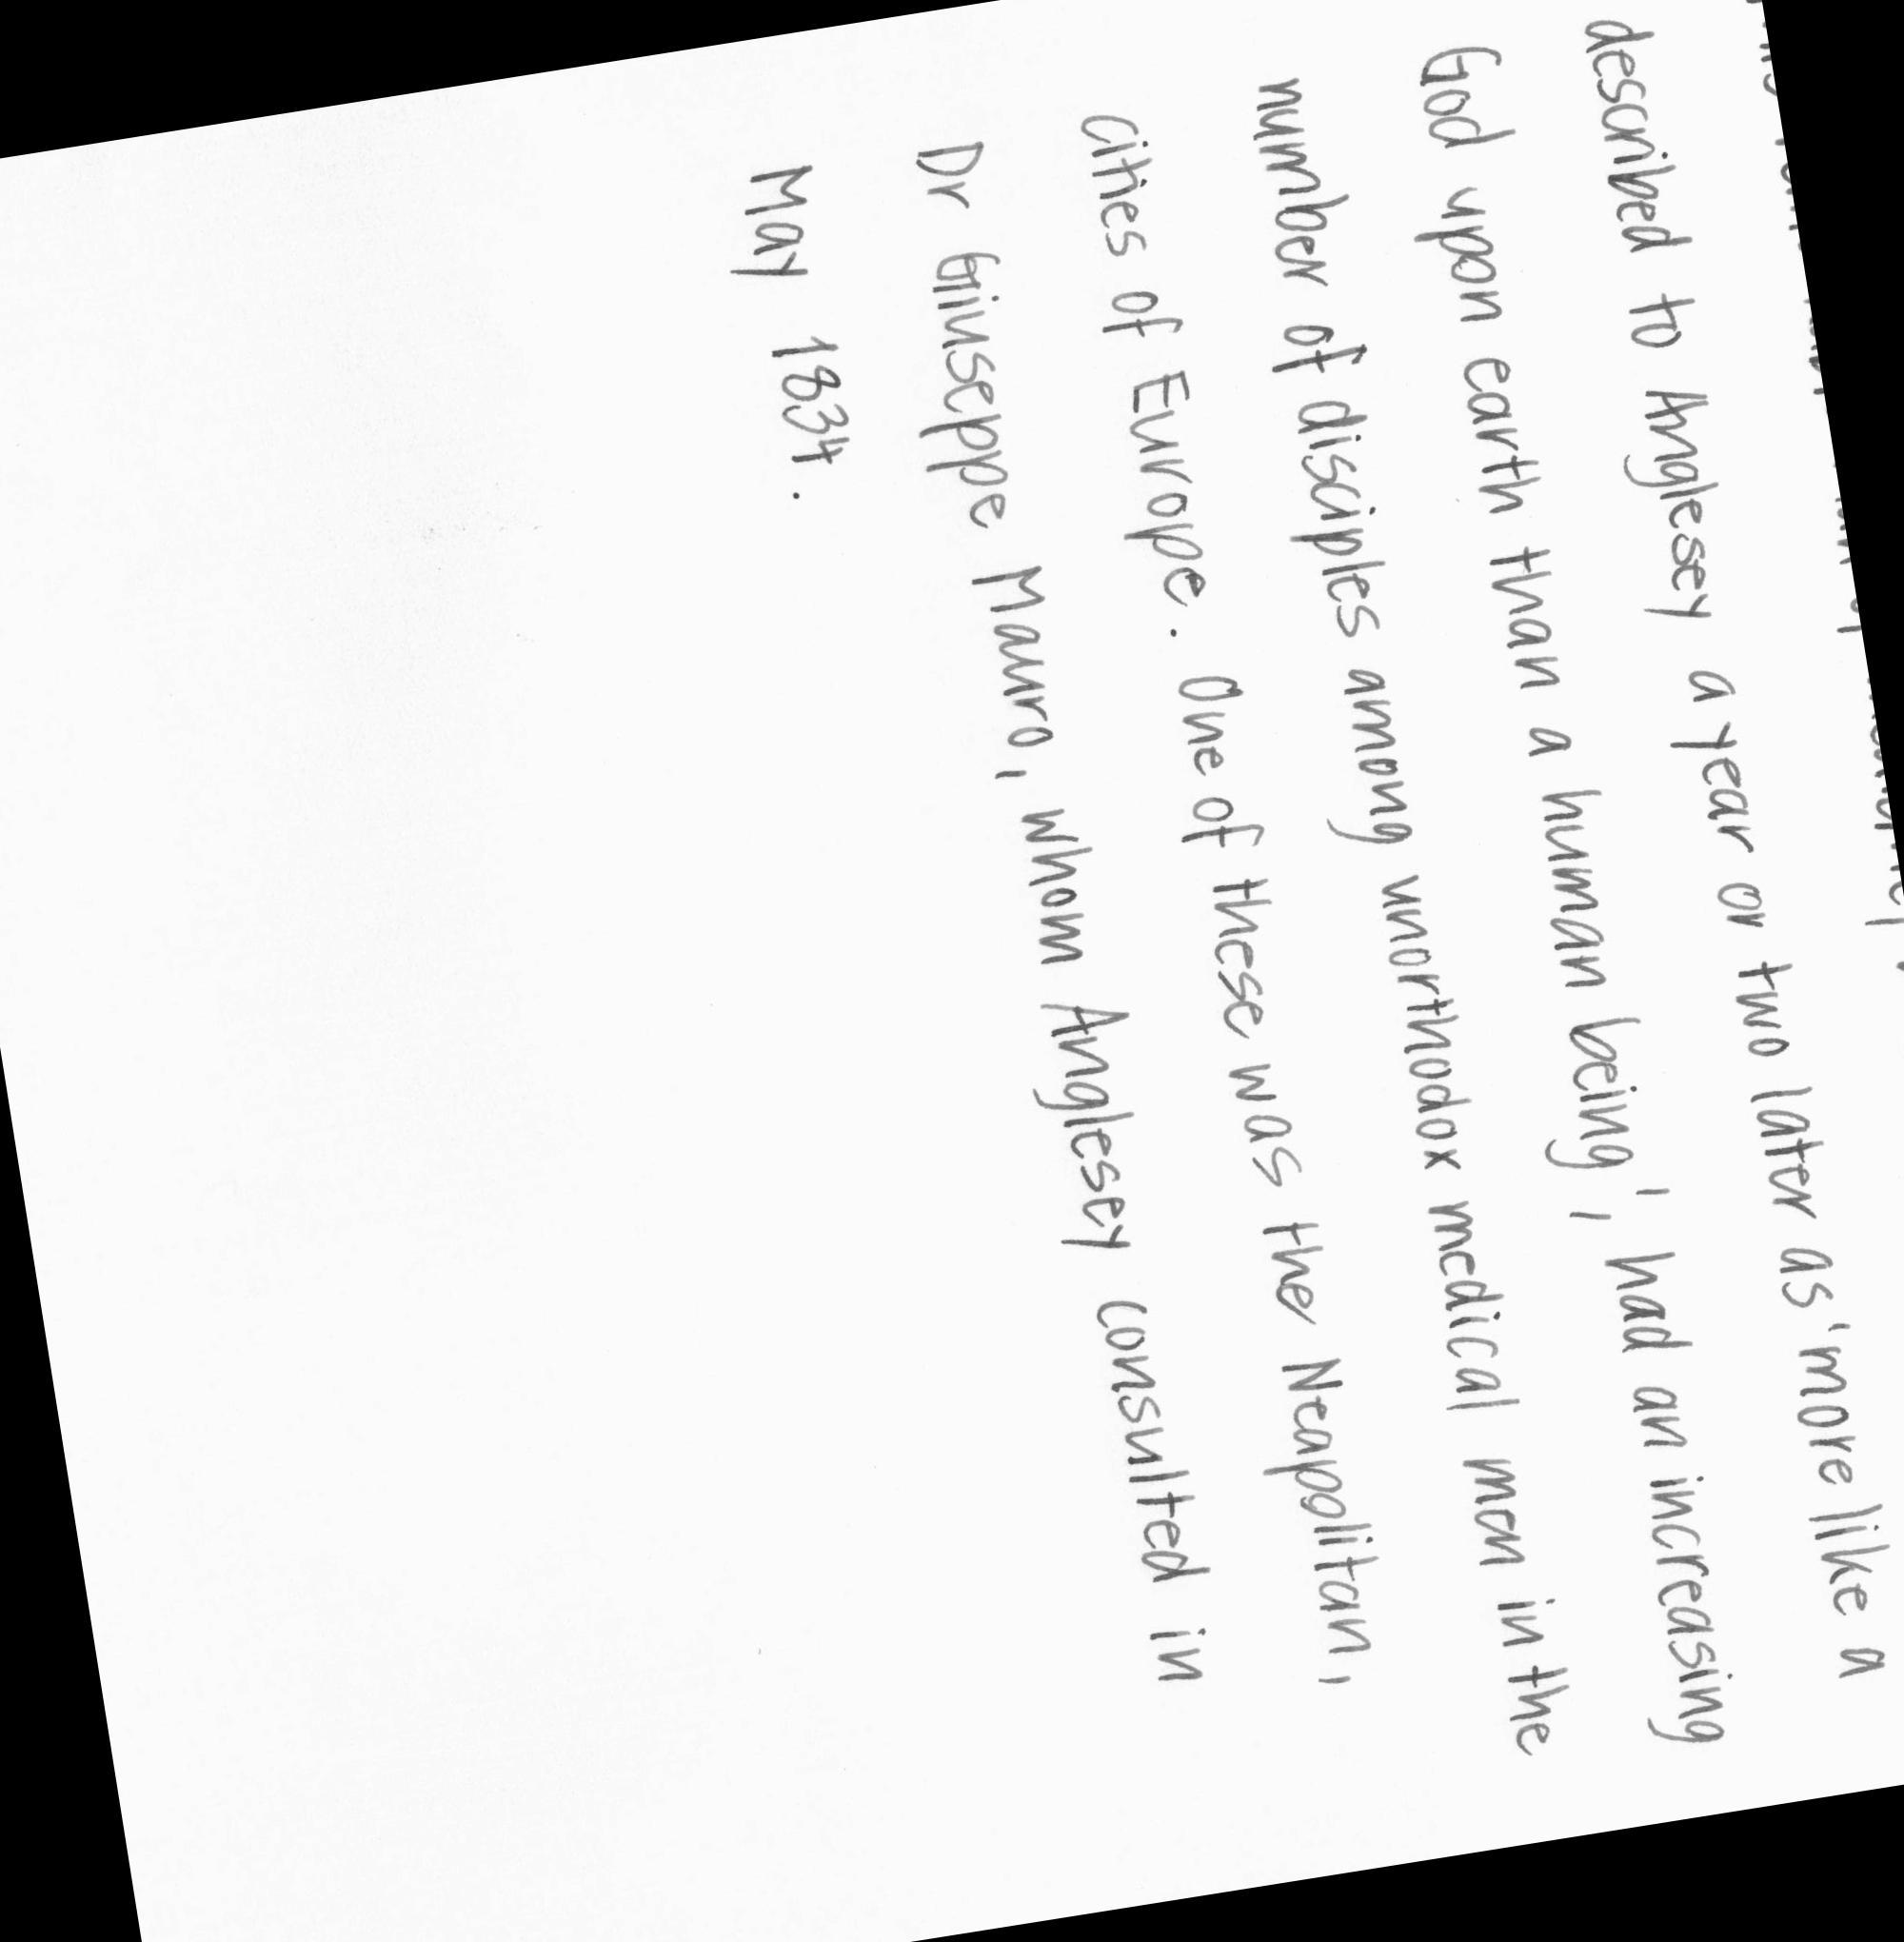 described to Anglesey a year or two later as 'more like a
God upon earth than a human being', had an increasing
number of disciples among unorthodox medical men in the
cities of Europe. One of these was the Neapolitan,
Dr Giuseppe Mauro, whom Anglesey consulted in
May 1834.